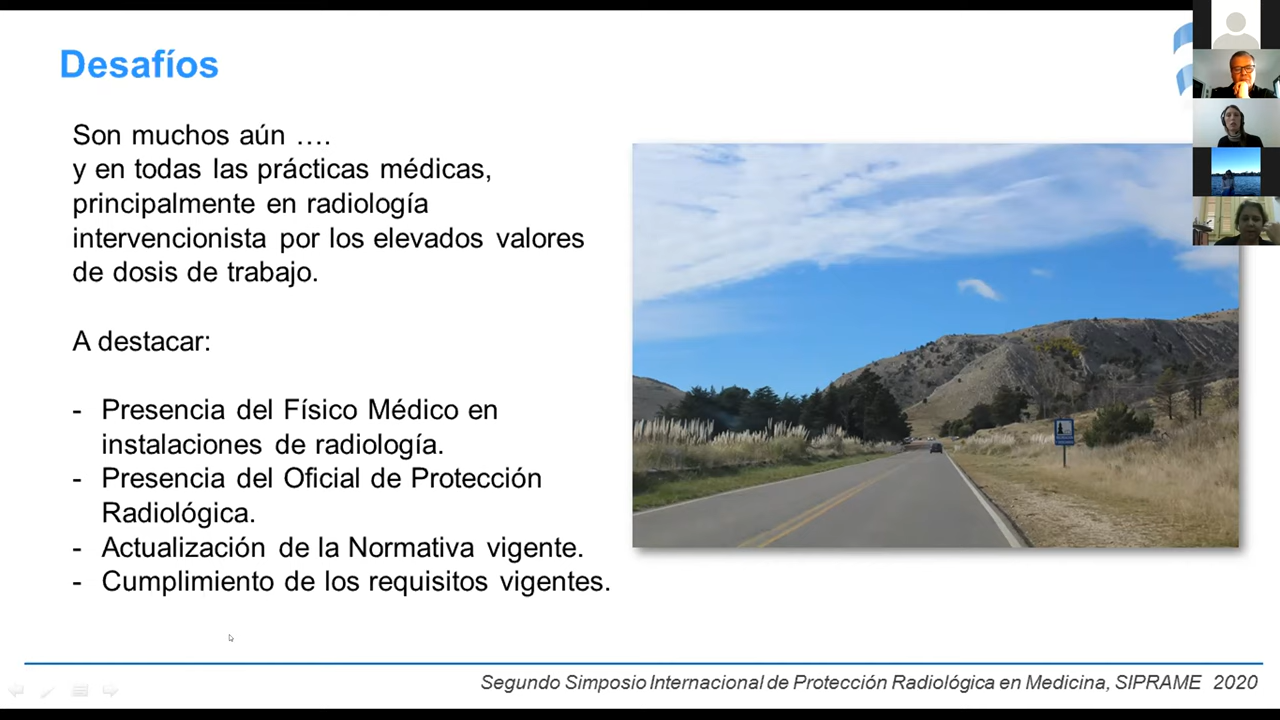 Desafíos
Son muchos aún ….
y en todas las prácticas médicas,
principalmente en radiología
intervencionista por los elevados valores
de dosis de trabajo.
A destacar:
- Presencia del Físico Médico en
instalaciones de radiología.
- Presencia del Oficial de Protección
Radiológica.
- Actualización de la Normativa vigente.
- Cumplimiento de los requisitos vigentes.
Segundo Simposio Internacional de Protección Radiológica en Medicina, SIPRAME 2020